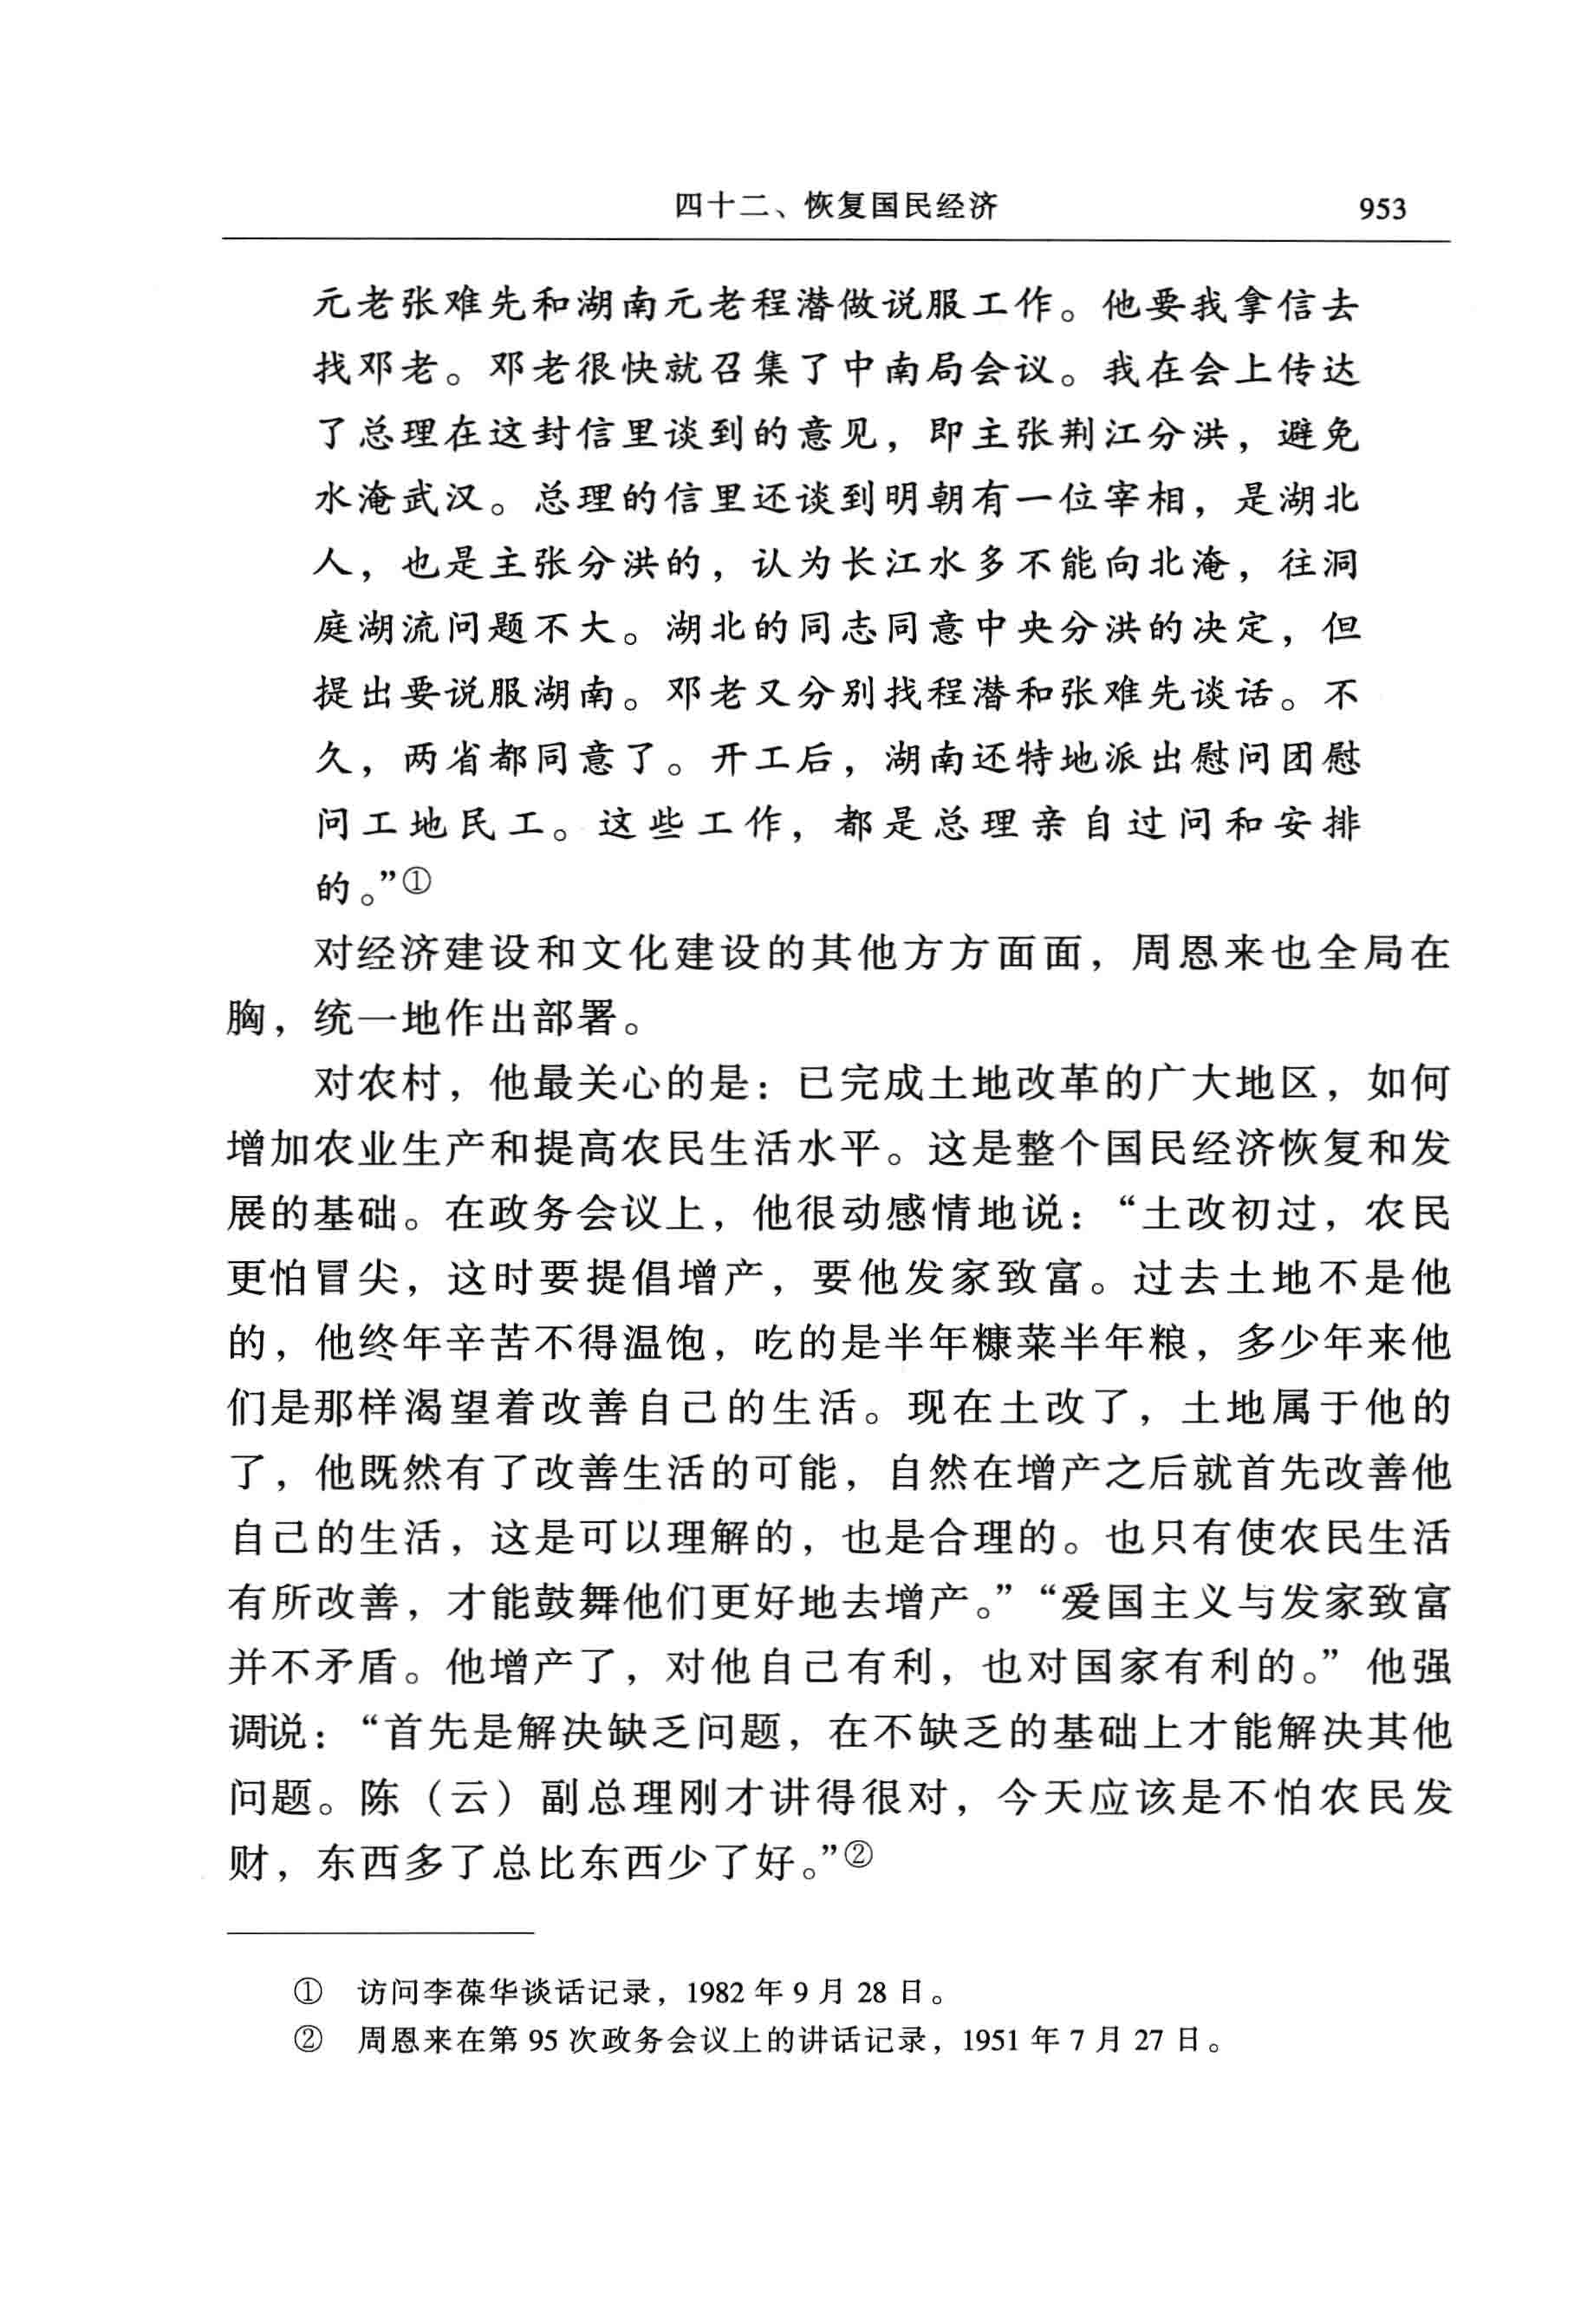 四十二、恢复国民经济 953
元老张难先和湖南元老程潜做说服工作。他要我拿信去
找邓老。邓老很快就召集了中南局会议。我在会上传达
了总理在这封信里谈到的意见，即主张荆江分洪，避免
水淹武汉。总理的信里还谈到明朝有一位宰相，是湖北
人，也是主张分洪的，认为长江水多不能向北淹，往洞
庭湖流问题不大。湖北的同志同意中央分洪的决定，但
提出要说服湖南。邓老又分别找程潜和张难先谈话。不
久，两省都同意了。开工后，湖南还特地派出慰问团慰
问工地民工。这些工作，都是总理亲自过问和安排
的。”①
对经济建设和文化建设的其他方方面面，周恩来也全局在
胸，统一地作出部署。
对农村，他最关心的是：已完成土地改革的广大地区，如何
增加农业生产和提高农民生活水平。这是整个国民经济恢复和发
展的基础。在政务会议上，他很动感情地说：“土改初过，农民
更怕冒尖，这时要提倡增产，要他发家致富。过去土地不是他
的，他终年辛苦不得温饱，吃的是半年糠菜半年粮，多少年来他
们是那样渴望着改善自己的生活。现在土改了，土地属于他的
了，他既然有了改善生活的可能，自然在增产之后就首先改善他
自己的生活，这是可以理解的，也是合理的。也只有使农民生活
有所改善，才能鼓舞他们更好地去增产。”“爱国主义与发家致富
并不矛盾。他增产了，对他自己有利，也对国家有利的。”他强
调说：“首先是解决缺乏问题，在不缺乏的基础上才能解决其他
问题。陈（云）副总理刚才讲得很对，今天应该是不怕农民发
财，东西多了总比东西少了好。”②
① 访问李葆华谈话记录，1982 年 9 月 28 日。
② 周恩来在第 95 次政务会议上的讲话记录，1951 年 7 月 27 日。